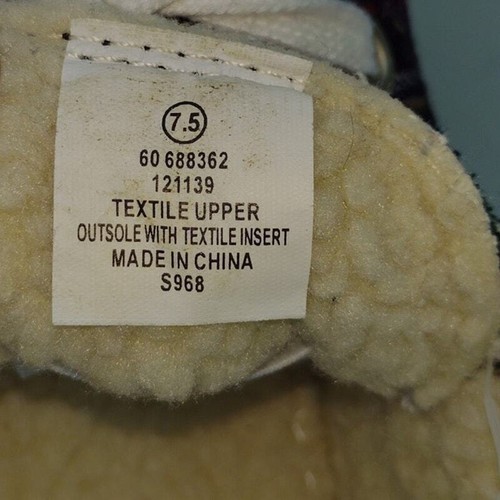 7.5
60 688362
121139
TEXTILE UPPER
OUTSOLE WITH TEXTILE INSERT
MADE IN CHINA
S968